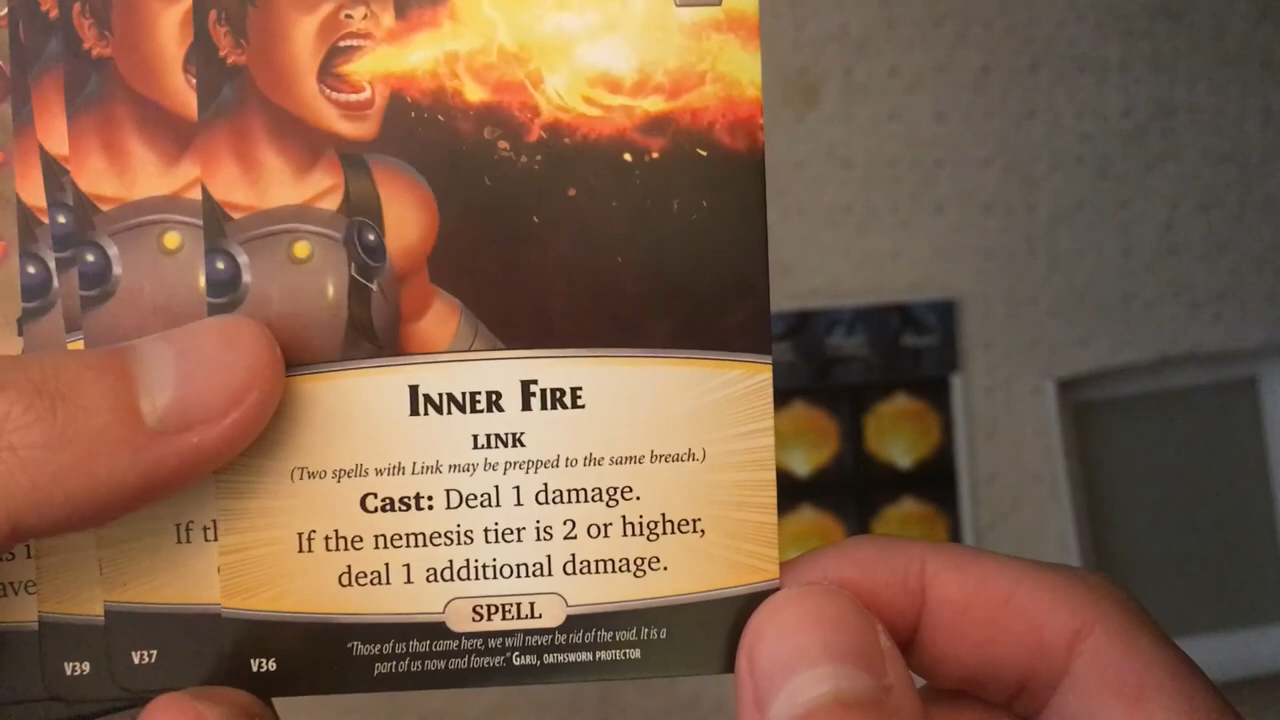 INNER FIRE
LINK
(Two spells with Link may be prepped to the same breach.)
Cast: Deal 1 damage.
If the nemesis tier is 2 or higher,
deal 1 additional damage.
SPELL
"Those of us that came here, we will never be rid of the void. It is a
part of us now and forever." GARU, OATHSWORN PROTECTOR
V36
If th
V37
V39